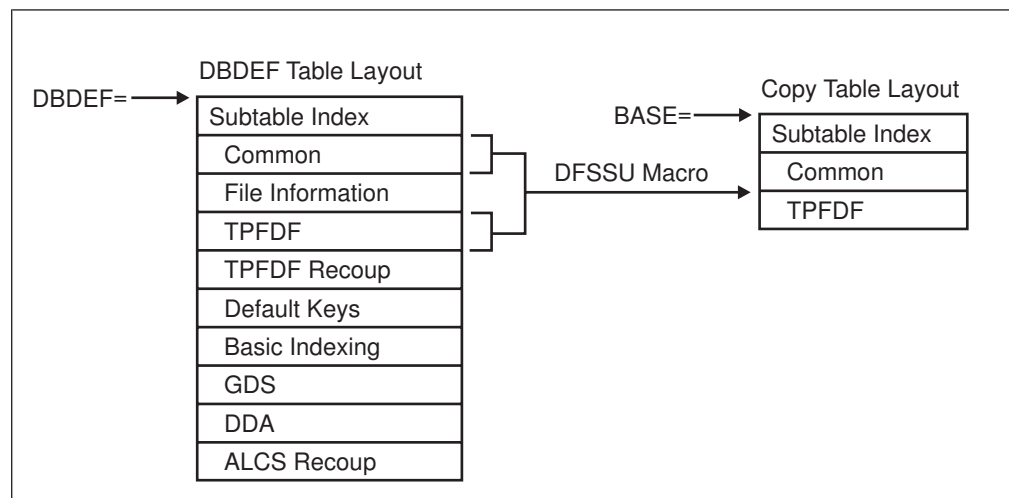 DBDEF Table Layout
DBDEF=
Subtable Index
Common
File Information
TPFDF
TPFDF Recoup
Default Keys
Basic Indexing
GDS
DDA
ALCS Recoup
DFSSU Macro
Copy Table Layout
BASE=
Subtable Index
Common
TPFDF